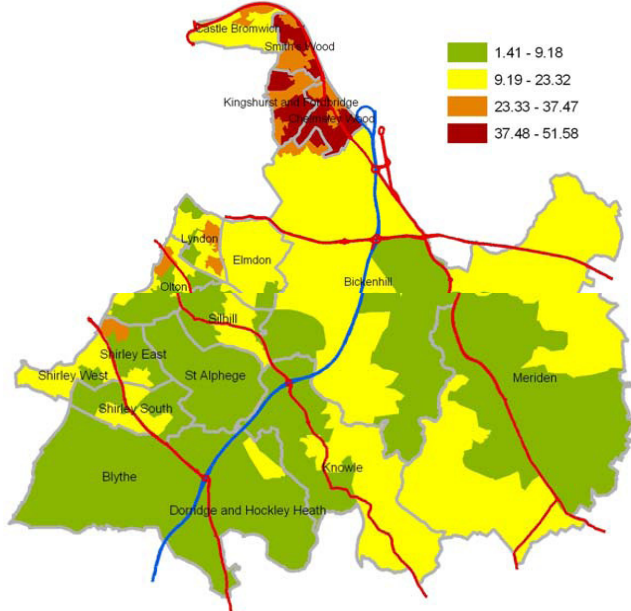 Castle Bromwich
Smith's Wood
Kingshurst and Fordbridge
Chelmsley Wood
1.41 - 9.18
9.19 - 23.32
23.33 - 37.47
37.48 - 51.58
Lyndon
Elmdon
Olton
Bickenhill
Silhill
Shirley East
Shirley West
St Alphege
Meriden
Shirley South
Knowle
Blythe
Dorridge and Hockley Heath